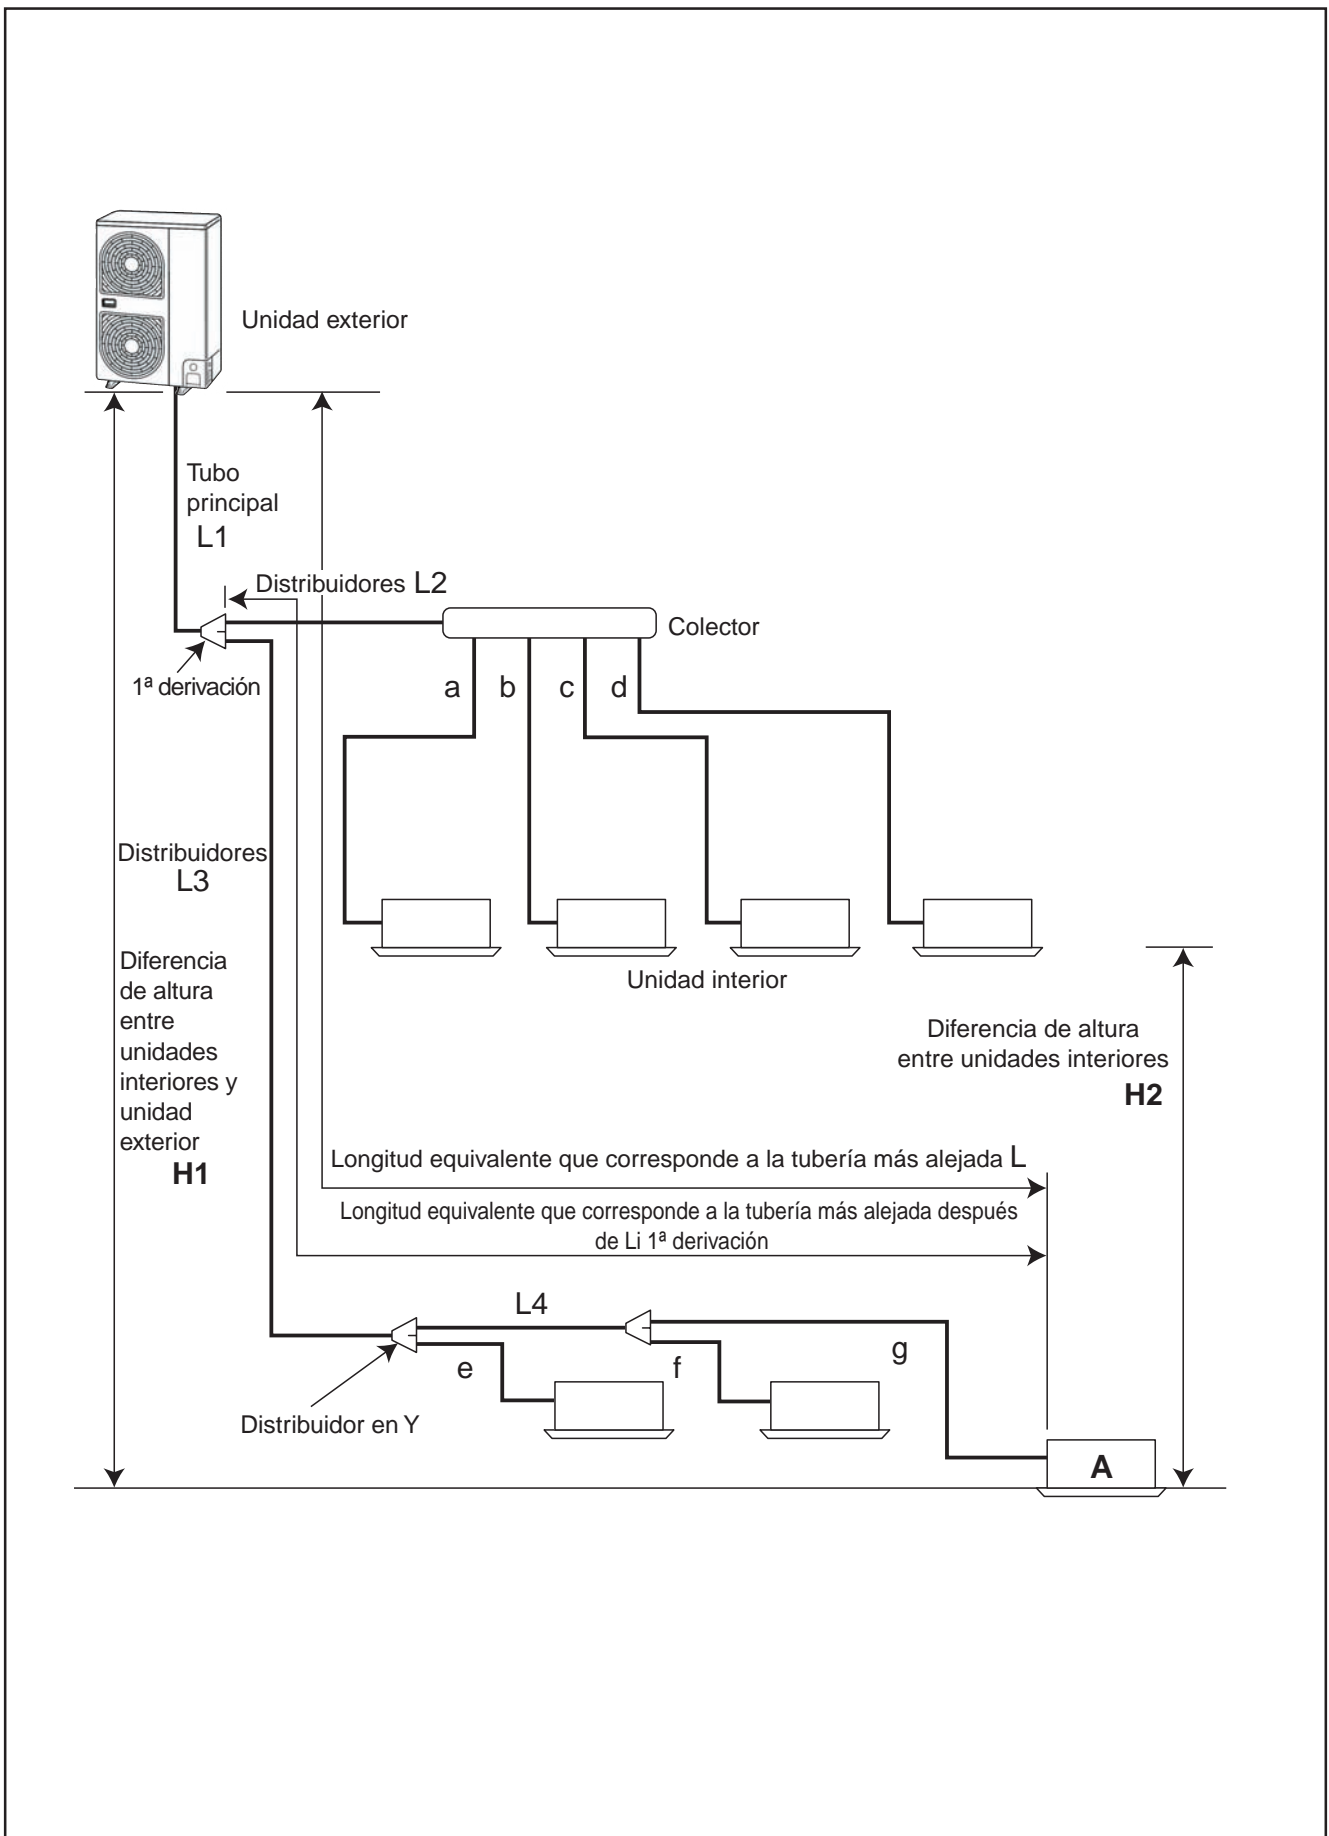 Unidad exterior
Tubo
principal
L1
Distribuidores L2
Colector
1ª derivación
a
b
c
d
Distribuidores
L3
Unidad interior
Diferencia
de altura
entre
unidades
interiores y
unidad
exterior
H1
Diferencia de altura
entre unidades interiores
H2
Longitud equivalente que corresponde a la tubería más alejada L
Longitud equivalente que corresponde a la tubería más alejada después
de Li 1ª derivación
L4
e
f
g
Distribuidor en Y
A